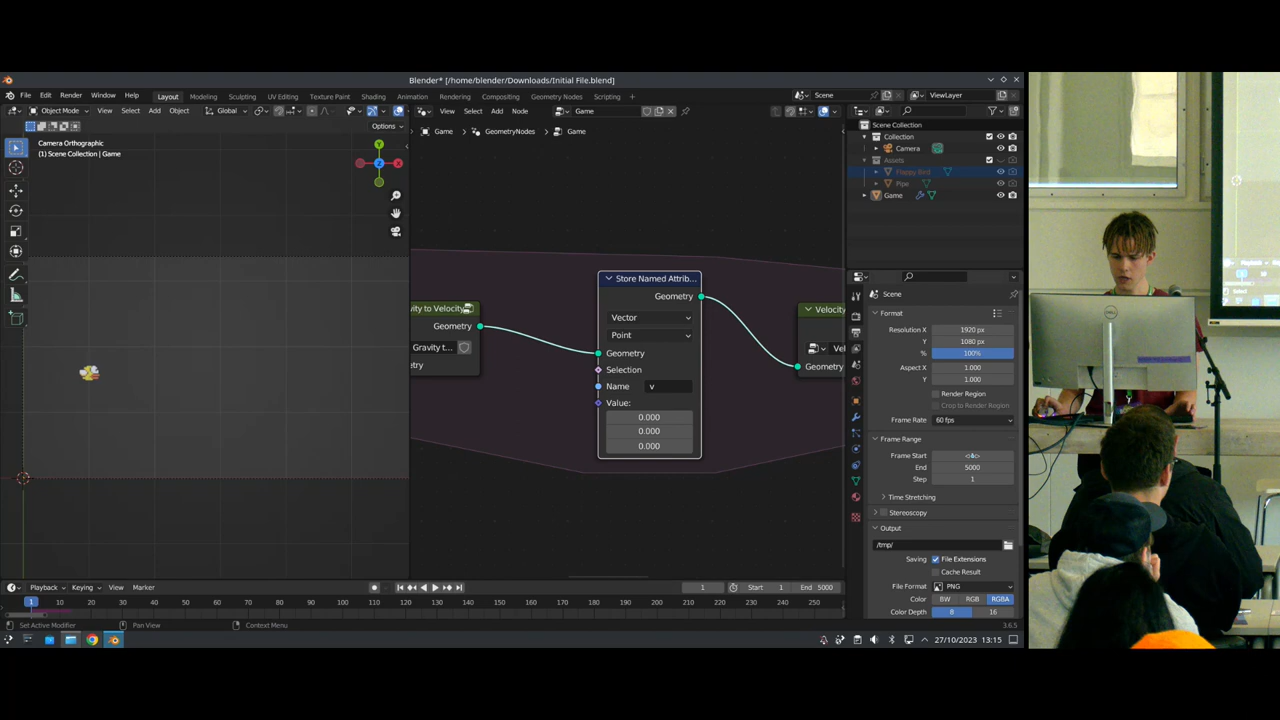 Blender* [/home/blender/Downloads/Initial File.blend]
File Edit Render Window Help Layout Modeling Sculpting UV Editing Texture Paint Shading Animation Rendering Compositing Geometry Nodes Scripting + Scene ViewLayer
Object Mode View Select Add Object Global View Select Add Node Game
Options
Game GeometryNodes Game
Camera Orthographic
(1) Scene Collection | Game
Y
Z X
Scene Collection
Collection
Camera
Assets
Flappy Bird
Pipe
Game
Store Named Attrib...
Geometry
Vector
Point
Geometry
Selection
Name v
Value:
0.000
0.000
0.000
ity to Velocity
Geometry
Gravity t...
etry
Velocity
Vel
Geometry
Scene
Format
Resolution X 1920 px
Y 1080 px
% 100%
Aspect X 1.000
Y 1.000
Render Region
Crop to Render Region
Frame Rate 60 fps
Frame Range
Frame Start
End 5000
Step 1
Time Stretching
Stereoscopy
Output
/tmp/
Saving File Extensions
Cache Result
File Format PNG
Color BW RGB RGBA
Color Depth 8 16
Playback Keying View Marker 1 Start 1 End 5000
1 10 20 30 40 50 60 70 80 90 100 110 120 130 140 150 160 170 180 190 200 210 220 230 240 250
Set Active Modifier Pan View Context Menu 3.6.5
27/10/2023 13:15
DELL